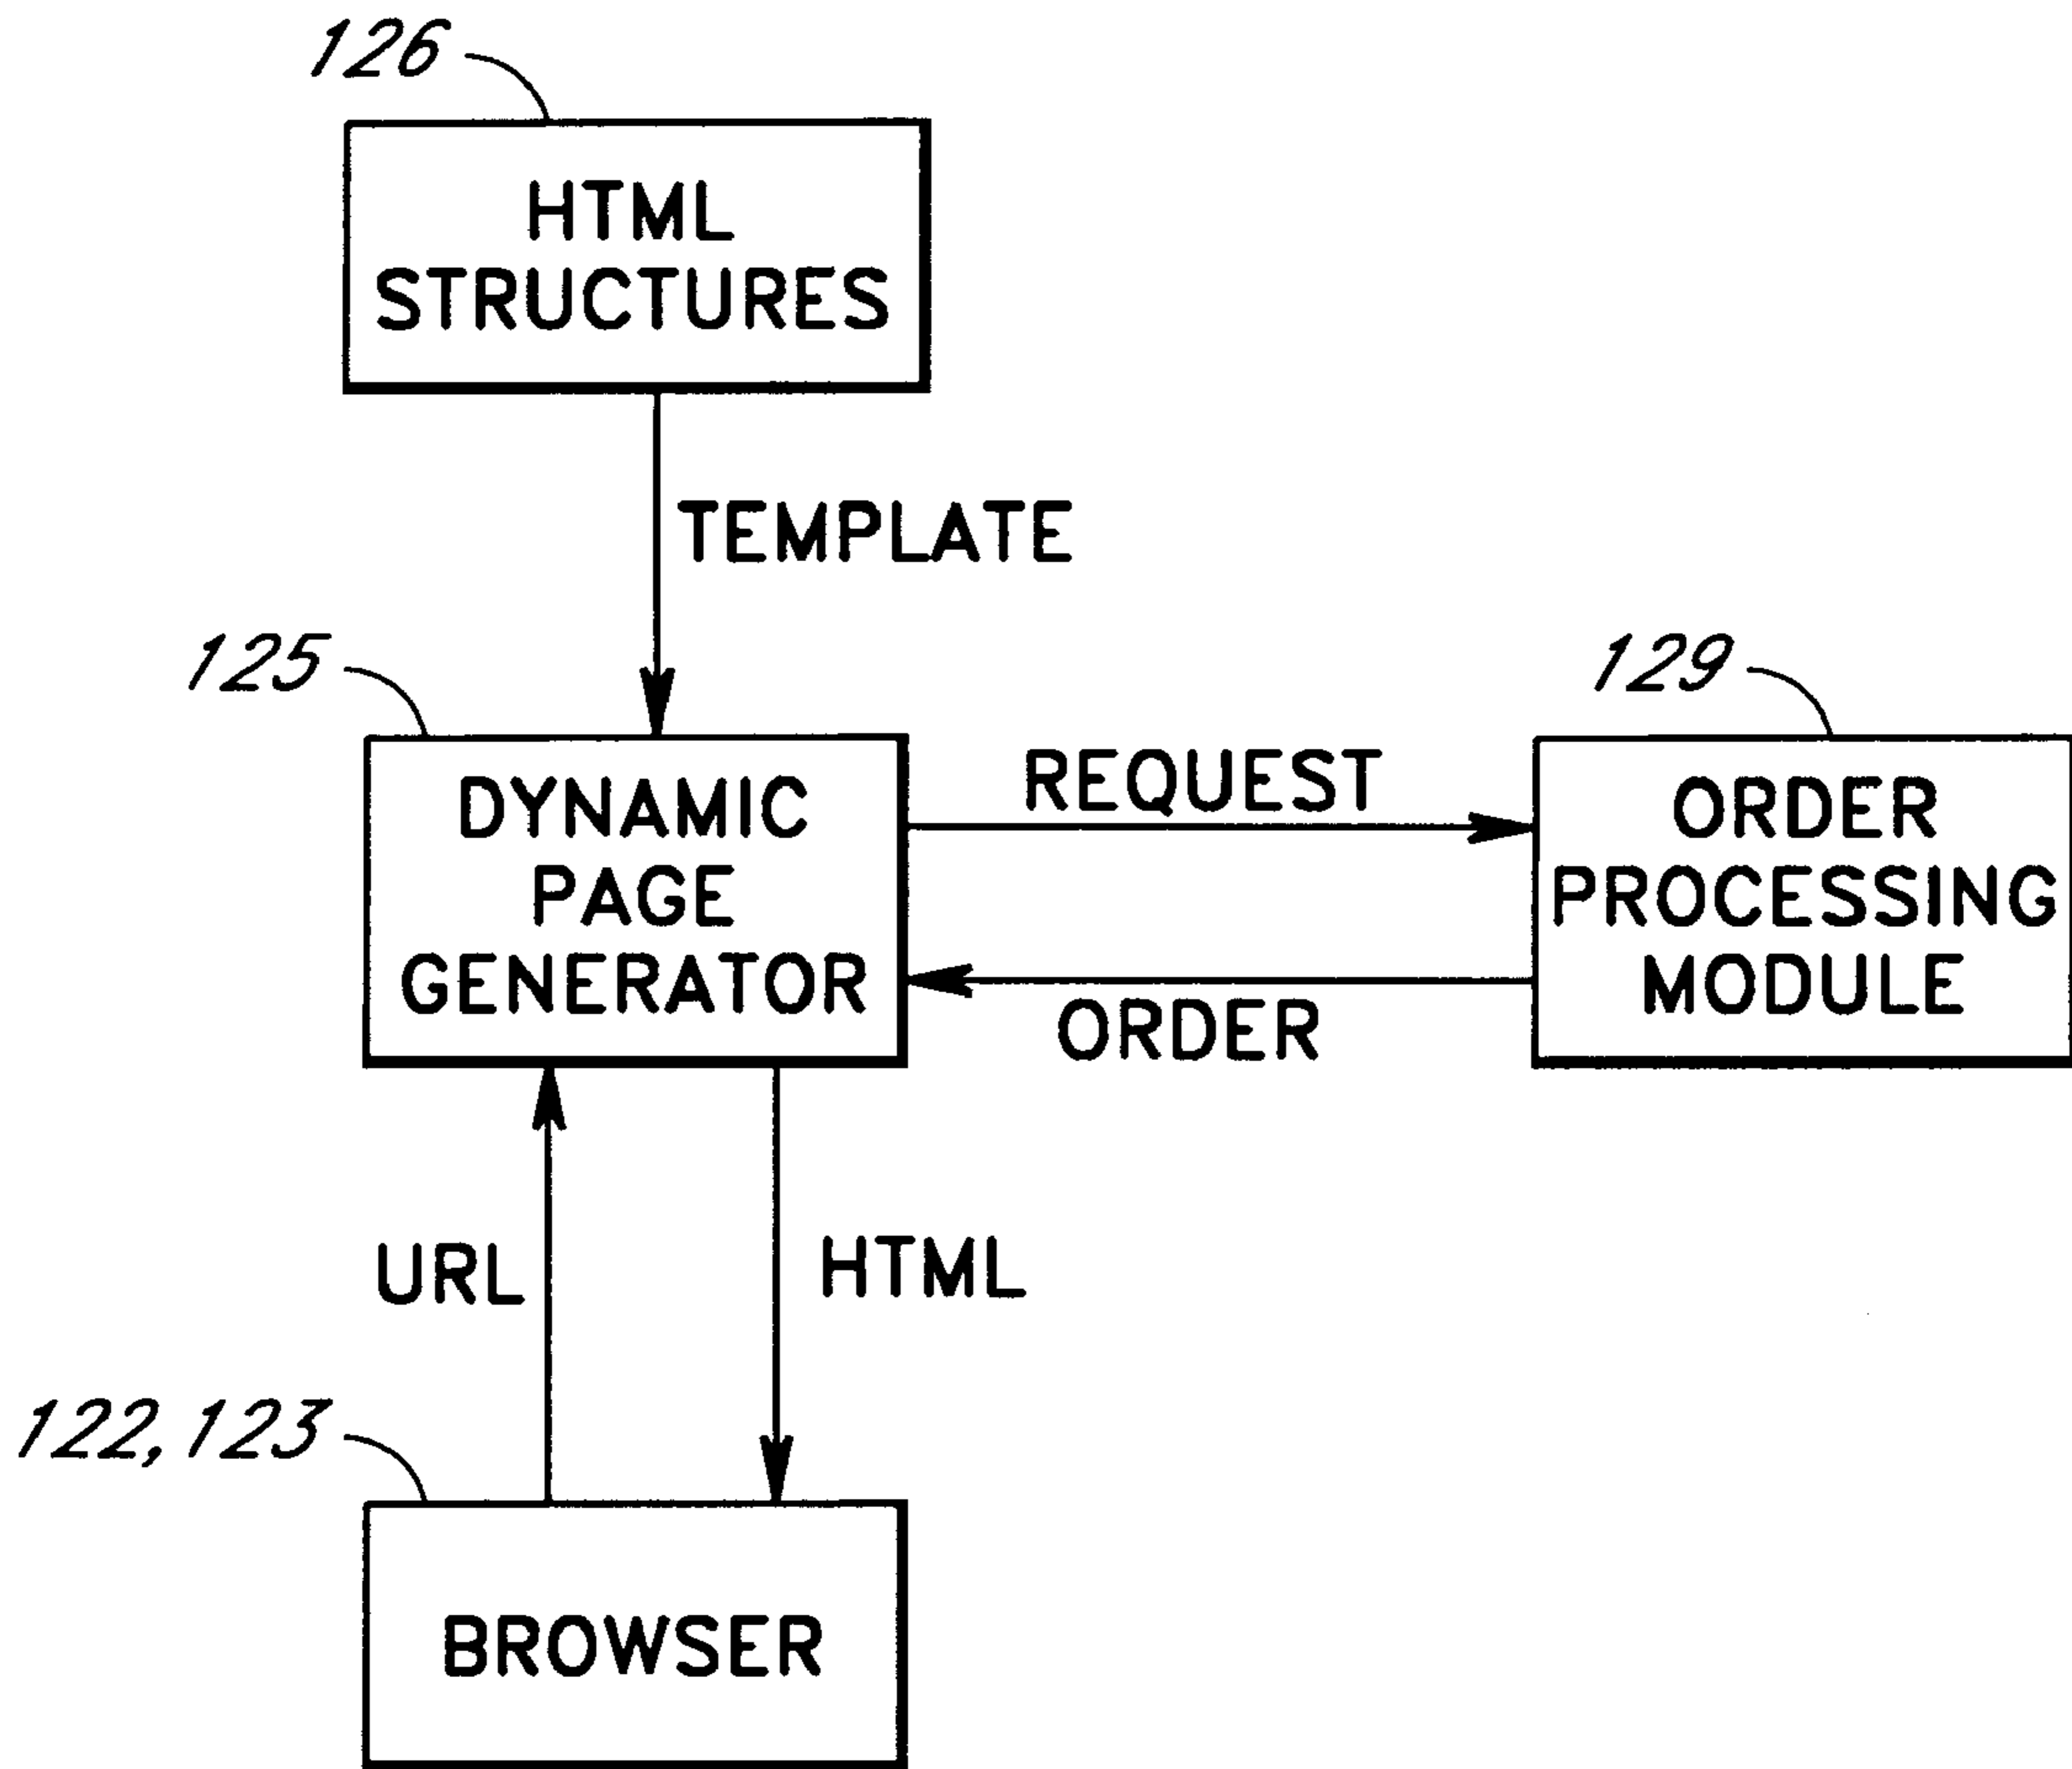 126
HTML
STRUCTURES
TEMPLATE
125
129
DYNAMIC
PAGE
GENERATOR
REQUEST
ORDER
ORDER
PROCESSING
MODULE
URL
HTML
122, 123
BROWSER